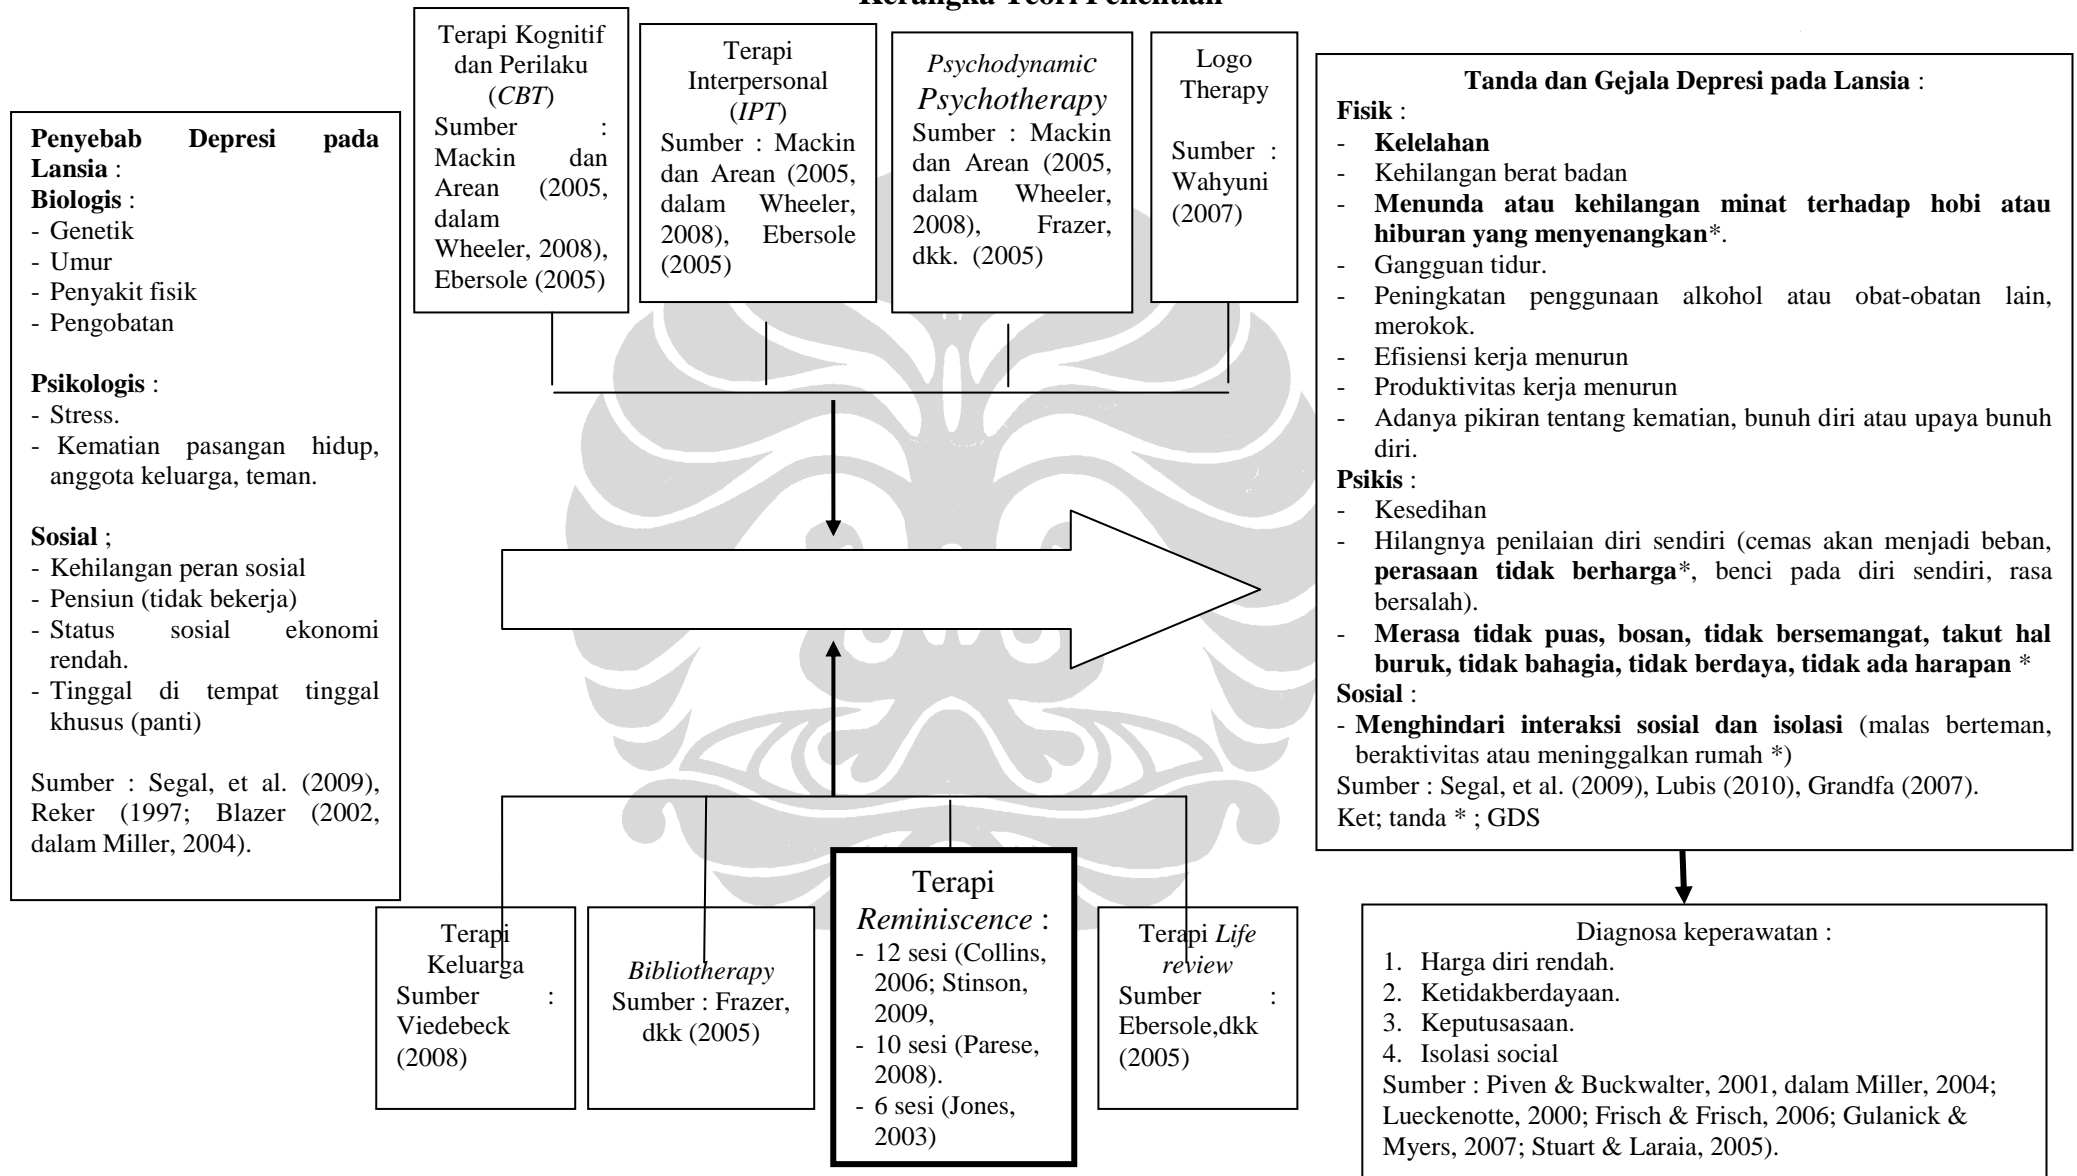 Kerangka Teori Penelitian
Penyebab Depresi pada
Lansia :
Biologis :
- Genetik
- Umur
- Penyakit fisik
- Pengobatan
Psikologis :
- Stress.
- Kematian pasangan hidup,
anggota keluarga, teman.
Sosial ;
- Kehilangan peran sosial
- Pensiun (tidak bekerja)
- Status sosial ekonomi
rendah.
- Tinggal di tempat tinggal
khusus (panti)
Sumber : Segal, et al. (2009),
Reker (1997; Blazer (2002,
dalam Miller, 2004).
Terapi Kognitif
dan Perilaku
(CBT)
Sumber :
Mackin dan
Arean (2005,
dalam
Wheeler, 2008),
Ebersole (2005)
Terapi
Interpersonal
(IPT)
Sumber : Mackin
dan Arean (2005,
dalam Wheeler,
2008), Ebersole
(2005)
Psychodynamic
Psychotherapy
Sumber : Mackin
dan Arean (2005,
dalam Wheeler,
2008), Frazer,
dkk. (2005)
Logo
Therapy
Sumber :
Wahyuni
(2007)
Terapi
Keluarga
Sumber :
Viedebeck
(2008)
Bibliotherapy
Sumber : Frazer,
dkk (2005)
Terapi
Reminiscence :
- 12 sesi (Collins,
2006; Stinson,
2009,
- 10 sesi (Parese,
2008).
- 6 sesi (Jones,
2003)
Terapi Life
review
Sumber :
Ebersole,dkk
(2005)
Tanda dan Gejala Depresi pada Lansia :
Fisik :
- Kelelahan
- Kehilangan berat badan
- Menunda atau kehilangan minat terhadap hobi atau
hiburan yang menyenangkan*.
- Gangguan tidur.
- Peningkatan penggunaan alkohol atau obat-obatan lain,
merokok.
- Efisiensi kerja menurun
- Produktivitas kerja menurun
- Adanya pikiran tentang kematian, bunuh diri atau upaya bunuh
diri.
Psikis :
- Kesedihan
- Hilangnya penilaian diri sendiri (cemas akan menjadi beban,
perasaan tidak berharga*, benci pada diri sendiri, rasa
bersalah).
- Merasa tidak puas, bosan, tidak bersemangat, takut hal
buruk, tidak bahagia, tidak berdaya, tidak ada harapan *
Sosial :
- Menghindari interaksi sosial dan isolasi (malas berteman,
beraktivitas atau meninggalkan rumah *)
Sumber : Segal, et al. (2009), Lubis (2010), Grandfa (2007).
Ket; tanda * ; GDS
Diagnosa keperawatan :
1. Harga diri rendah.
2. Ketidakberdayaan.
3. Keputusasaan.
4. Isolasi social
Sumber : Piven & Buckwalter, 2001, dalam Miller, 2004;
Lueckenotte, 2000; Frisch & Frisch, 2006; Gulanick &
Myers, 2007; Stuart & Laraia, 2005).